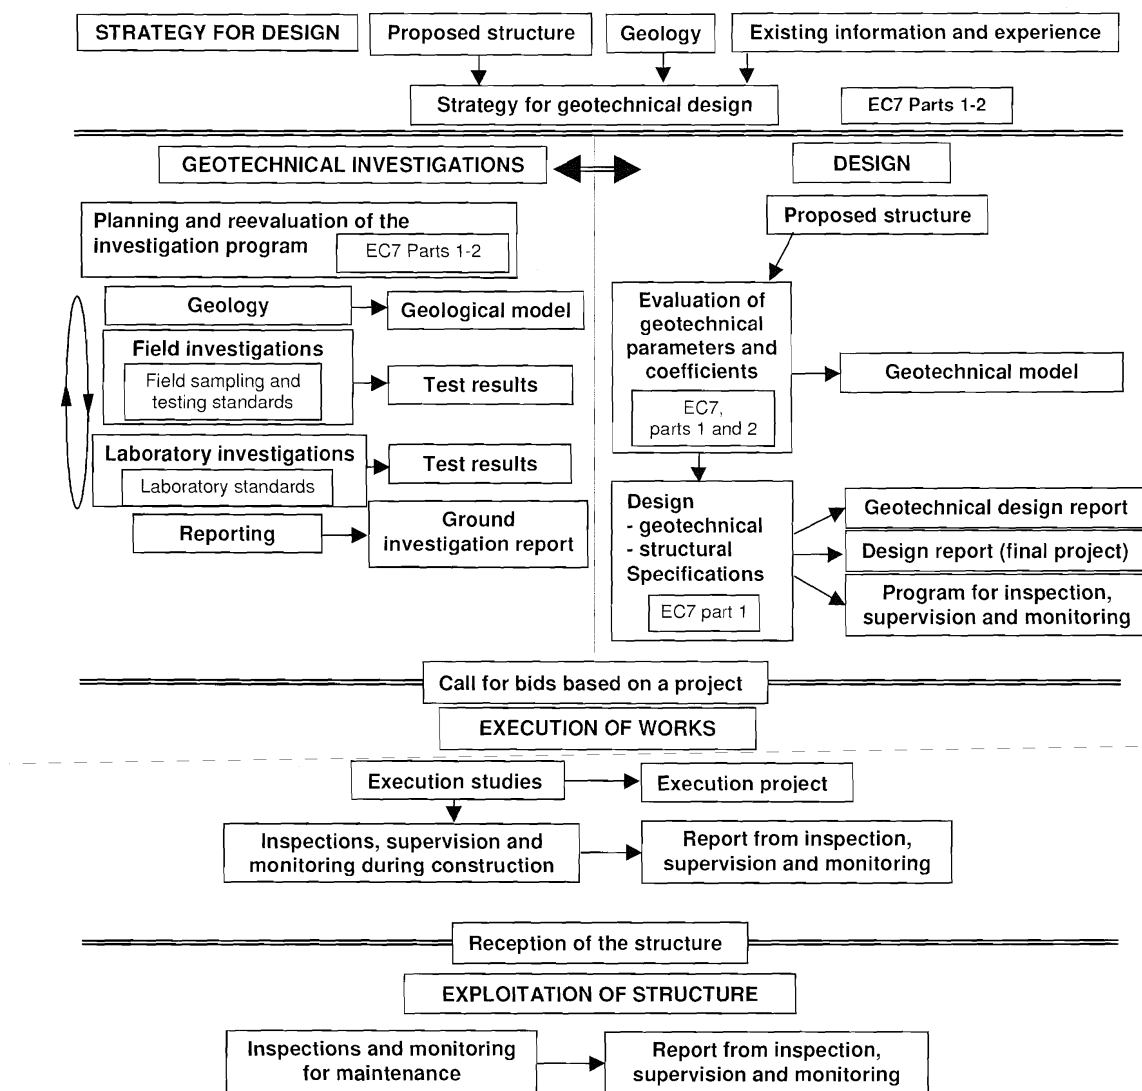 STRATEGY FOR DESIGN
Proposed structure
Geology
Existing information and experience
Strategy for geotechnical design
EC7 Parts 1-2
GEOTECHNICAL INVESTIGATIONS
DESIGN
Planning and reevaluation of the
investigation program
EC7 Parts 1-2
Geology
Geological model
Field investigations
Field sampling and
testing standards
Test results
Laboratory investigations
Laboratory standards
Test results
Reporting
Ground
investigation report
Proposed structure
Evaluation of
geotechnical
parameters and
coefficients
EC7,
parts 1 and 2
Geotechnical model
Design
- geotechnical
- structural
Specifications
EC7 part 1
Geotechnical design report
Design report (final project)
Program for inspection,
supervision and monitoring
Call for bids based on a project
EXECUTION OF WORKS
Execution studies
Execution project
Inspections, supervision and
monitoring during construction
Report from inspection,
supervision and monitoring
Reception of the structure
EXPLOITATION OF STRUCTURE
Inspections and monitoring
for maintenance
Report from inspection,
supervision and monitoring